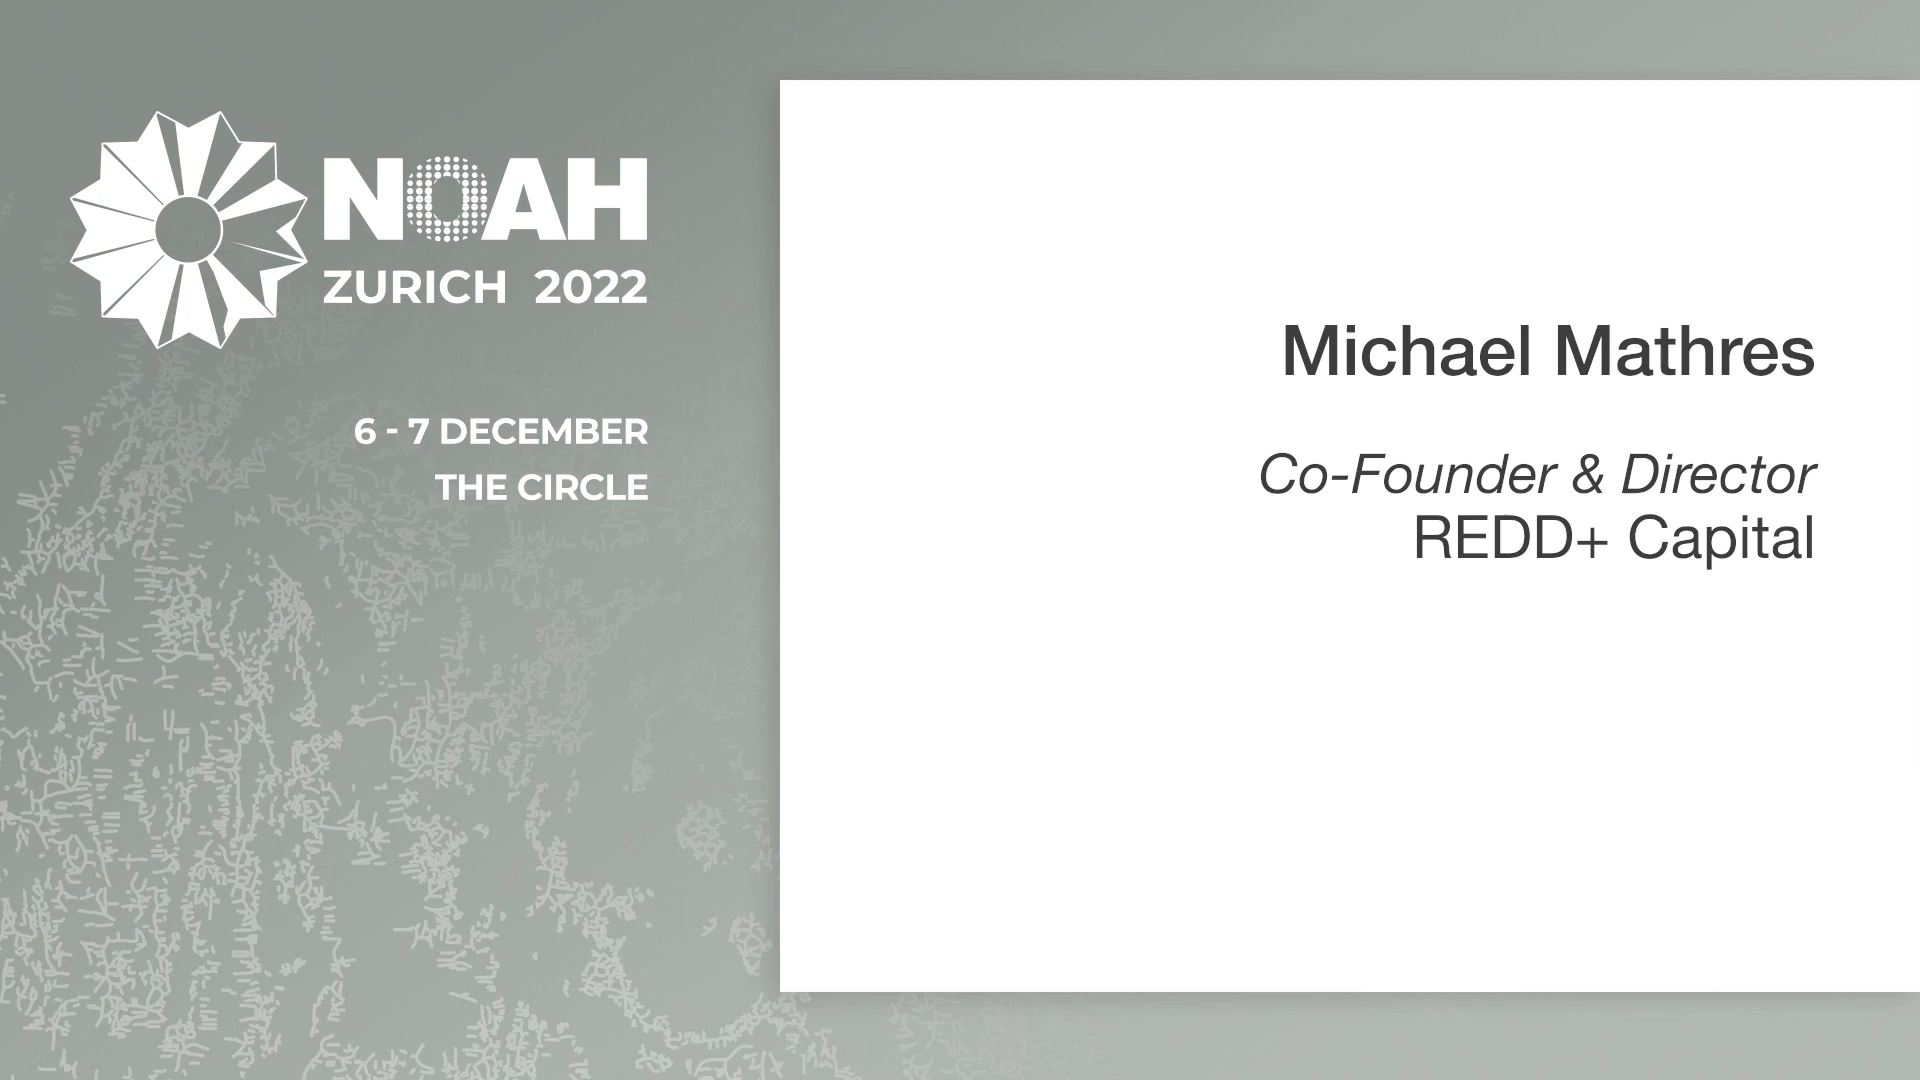 NOAH
ZURICH 2022
6 - 7 DECEMBER
THE CIRCLE
Michael Mathres
Co-Founder & Director
REDD+ Capital